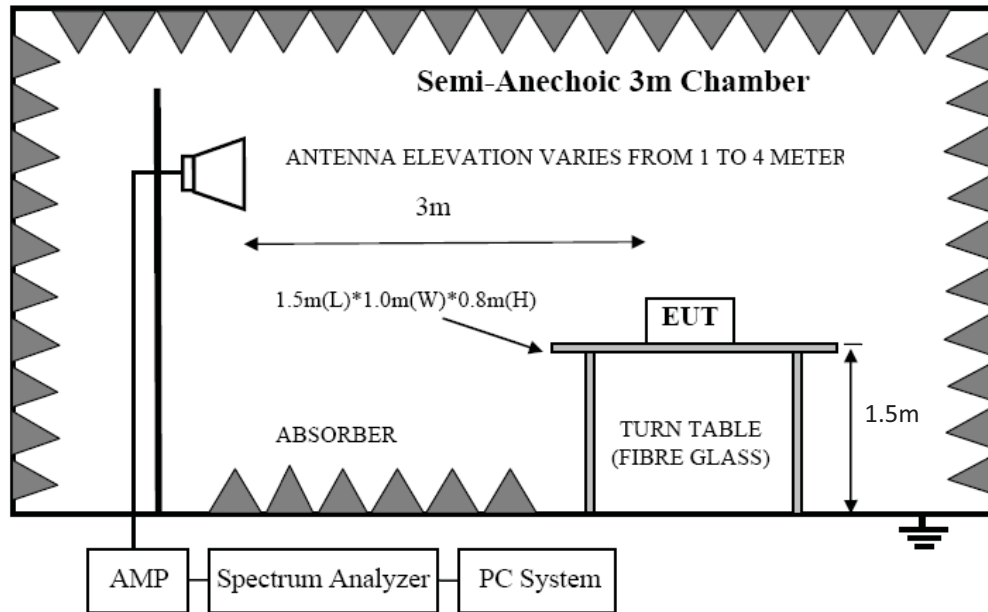 Semi-Anechoic 3m Chamber
ANTENNA ELEVATION VARIES FROM 1 TO 4 METER
3m
1.5m(L)*1.0m(W)*0.8m(H)
EUT
1.5m
ABSORBER
TURN TABLE
(FIBRE GLASS)
AMP
Spectrum Analyzer
PC System